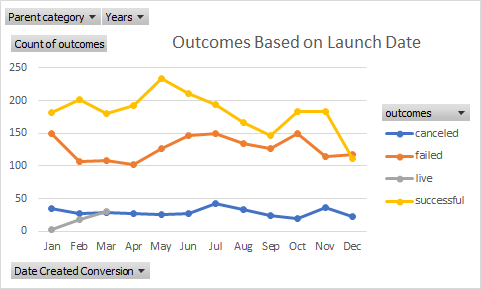 Parent category Years
Count of outcomes
Outcomes Based on Launch Date
250
200
150
100
50
0
Jan Feb Mar Apr May Jun Jul Aug Sep Oct Nov Dec
outcomes
canceled
failed
live
successful
Date Created Conversion